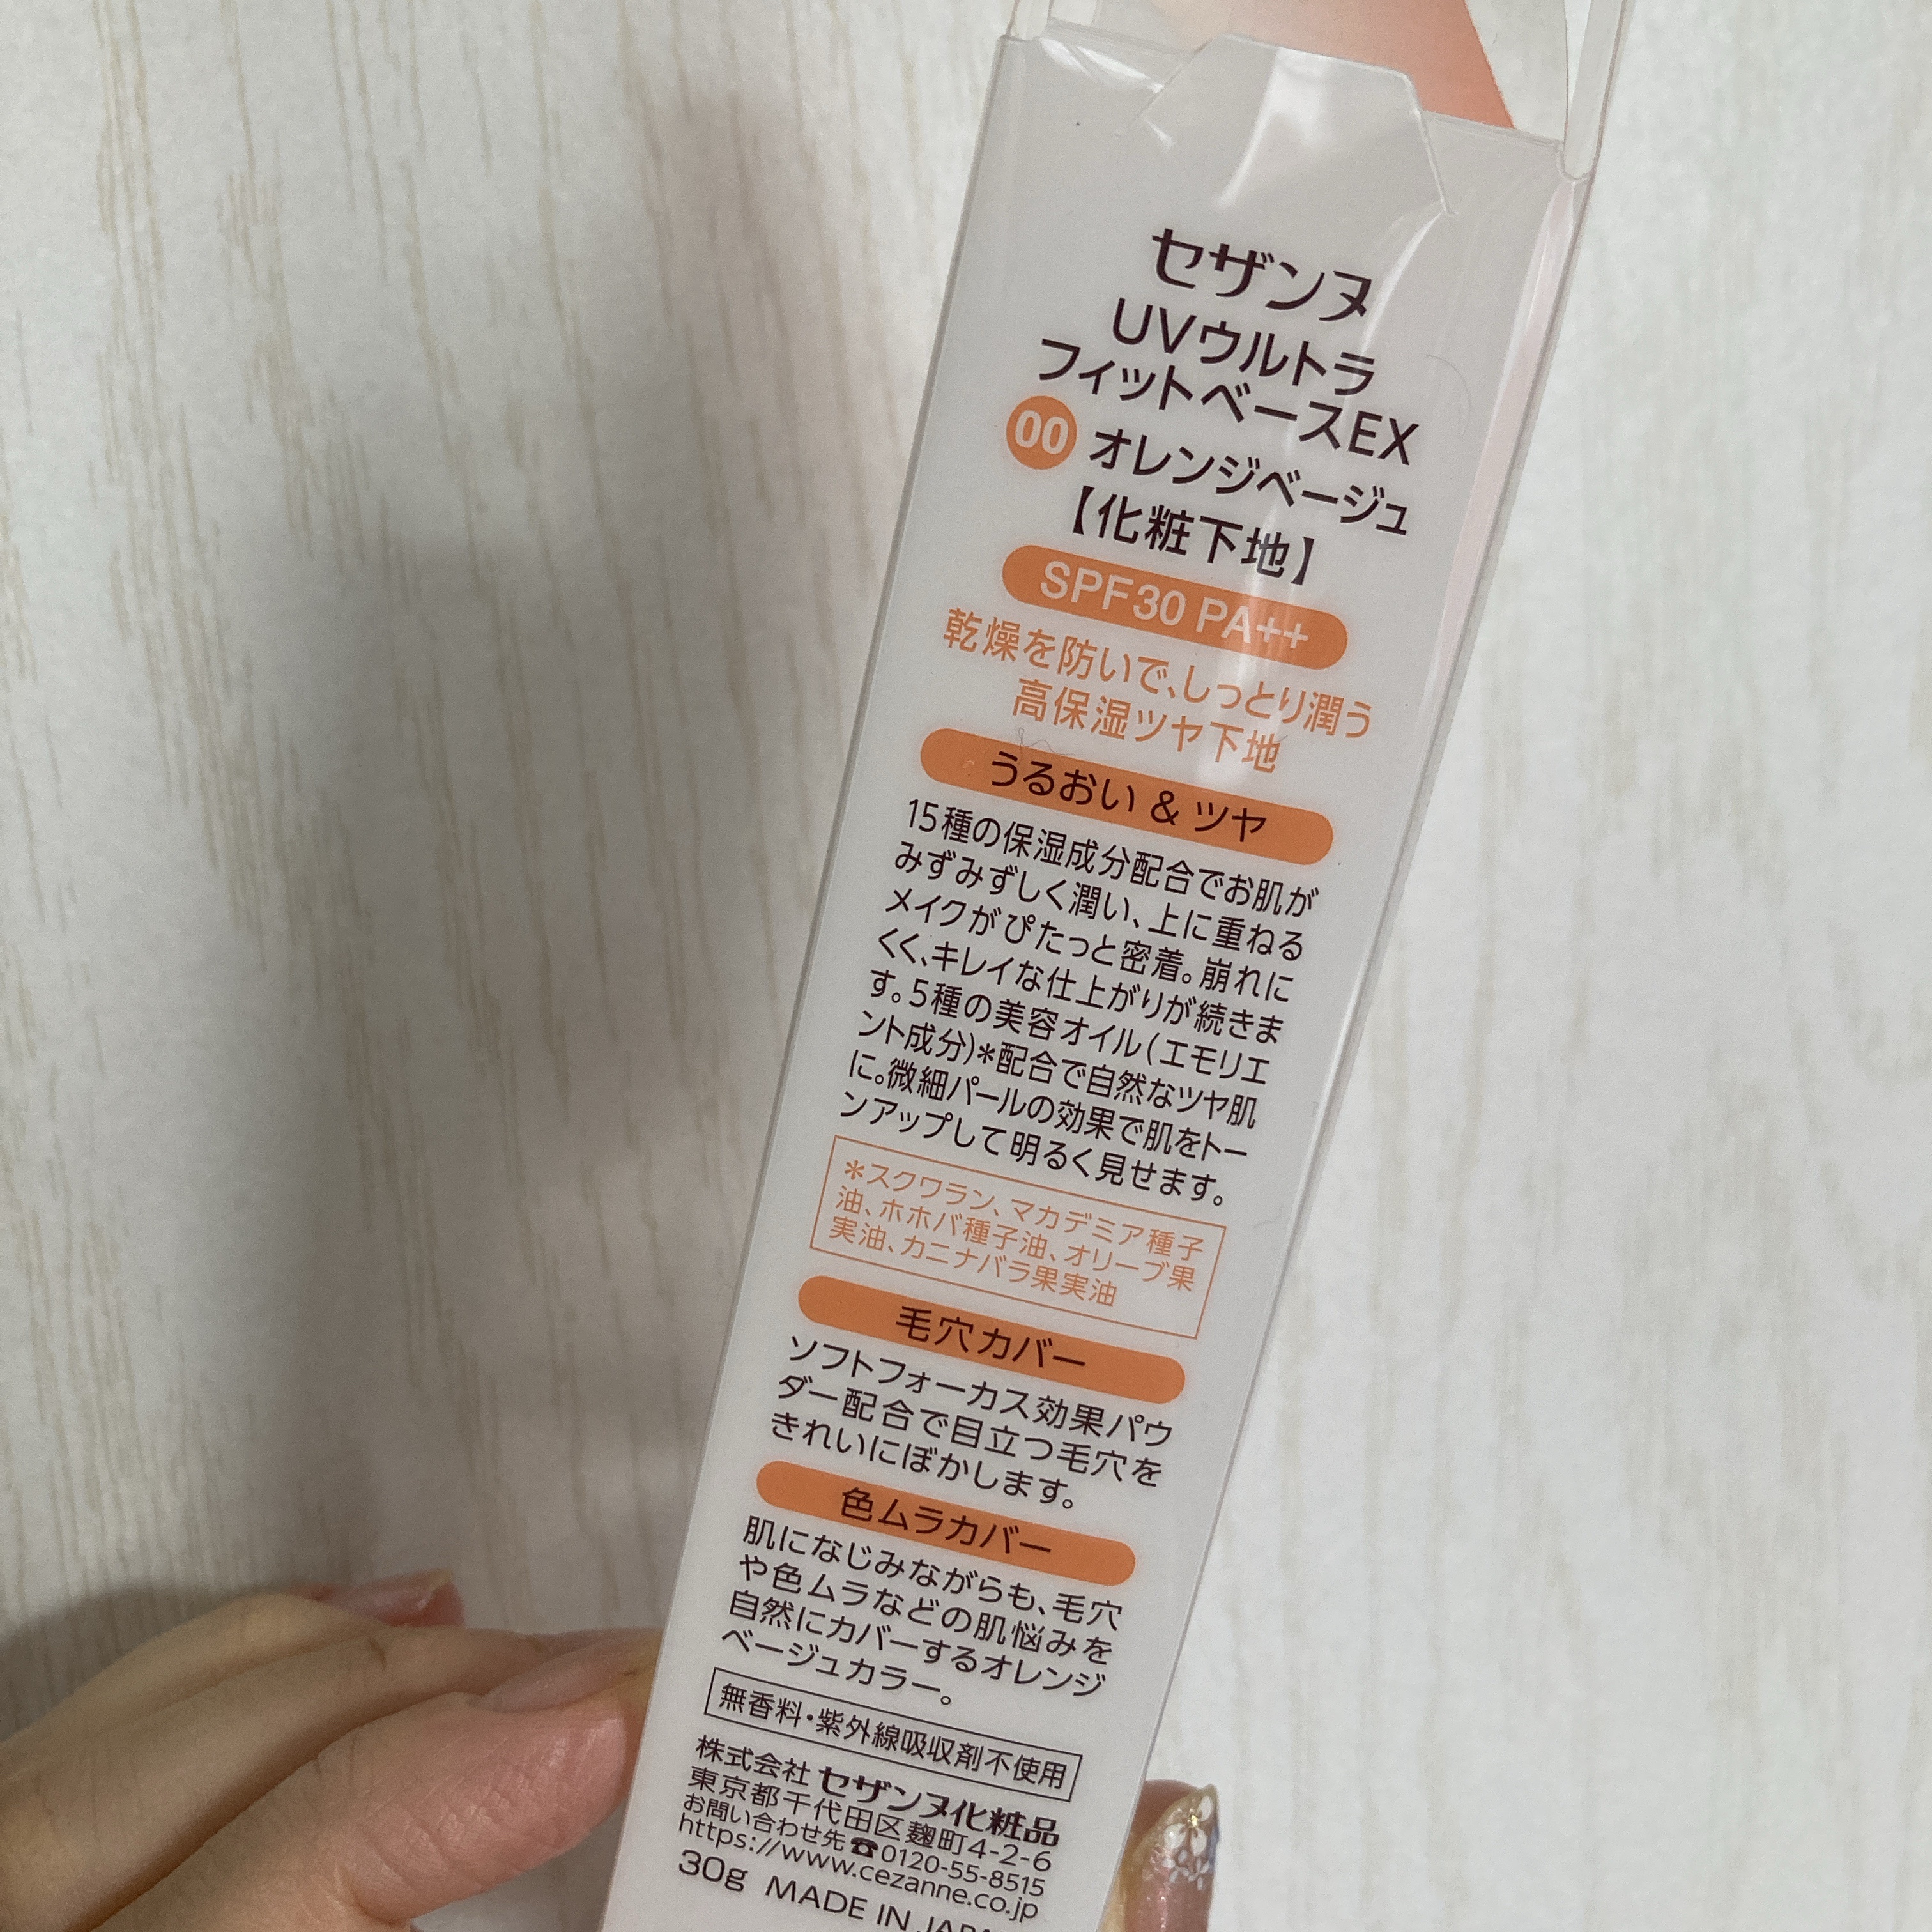 セザンヌ
UVウルトラ
フィットベースEX
00 オレンジベージュ
【化粧下地】
SPF30 PA++
乾燥を防いで、しっとり潤う
高保湿ツヤ下地
うるおい & ツヤ
15種の保湿成分配合でお肌が
みずみずしく潤い、上に重ねる
メイクがぴたっと密着。崩れに
くく、キレイな仕上がりが続きま
す。5種の美容オイル(エモリエ
ント成分)*配合で自然なツヤ肌
に。微細パールの効果で肌をトー
ンアップして明るく見せます。
*スクワラン、マカデミア種子
油、ホホバ種子油、オリーブ果
実油、カニナバラ果実油
毛穴カバー
ソフトフォーカス効果パウ
ダー配合で目立つ毛穴を
きれいにぼかします。
色ムラカバー
肌になじみながらも、毛穴
や色ムラなどの肌悩みを
自然にカバーするオレンジ
ベージュカラー。
無香料・紫外線吸収剤不使用
株式会社 セザンヌ化粧品
東京都千代田区麹町4-2-6
お問い合わせ先☎0120-55-8515
https://www.cezanne.co.jp
30g MADE IN